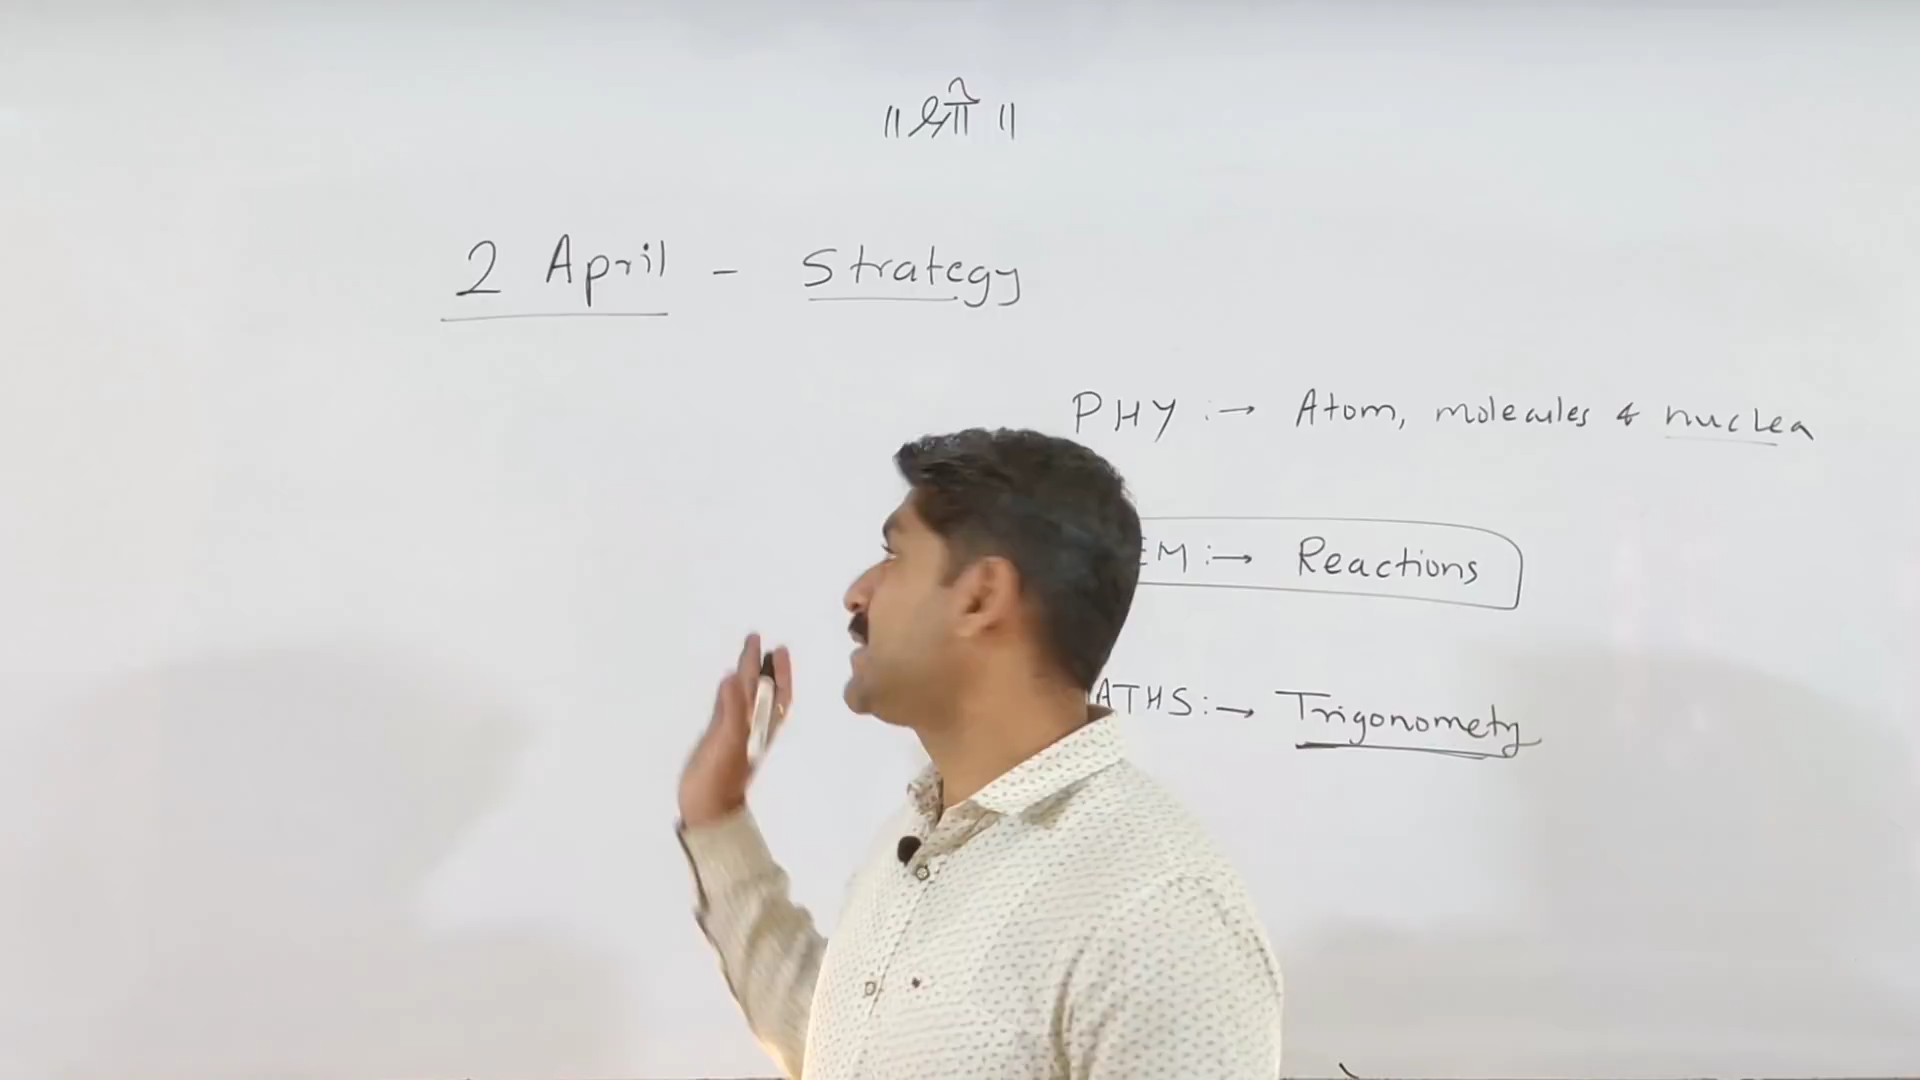 ॥ श्री ॥
2 April - Strategy
PHY :→ Atom, molecules & nuclea
EM :→ Reactions
ATHS :→ Trigonometry